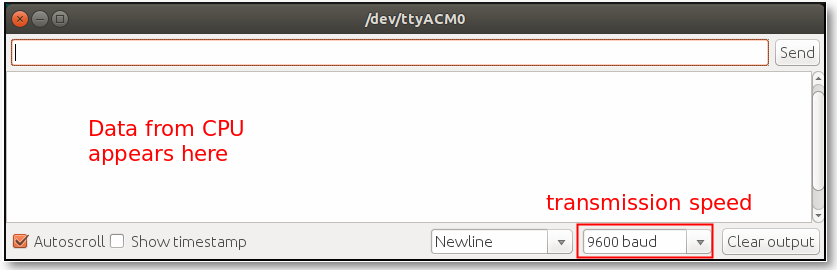 /dev/ttyACM0
Send
Data from CPU
appears here
transmission speed
Autoscroll Show timestamp Newline 9600 baud Clear output